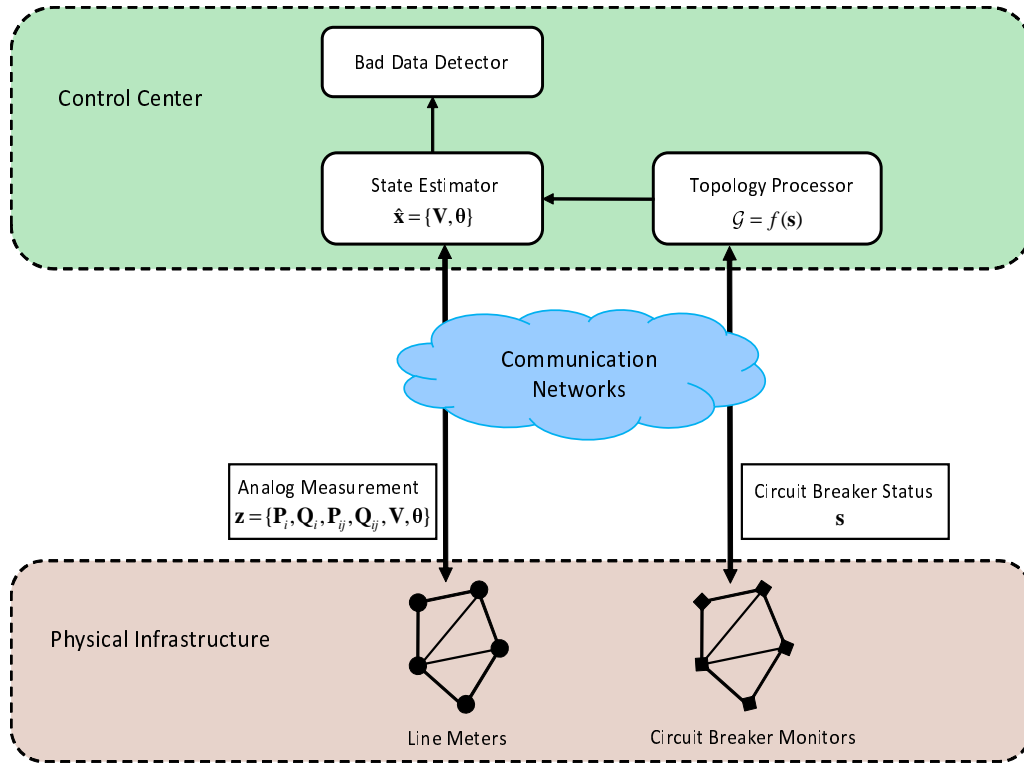 Bad Data Detector
Control Center
State Estimator
x̂ = {V, θ}
Topology Processor
𝒢 = f(s)
Communication
Networks
Analog Measurement
z = {Pᵢ, Qᵢ, Pᵢⱼ, Qᵢⱼ, V, θ}
Circuit Breaker Status
s
Physical Infrastructure
Line Meters
Circuit Breaker Monitors